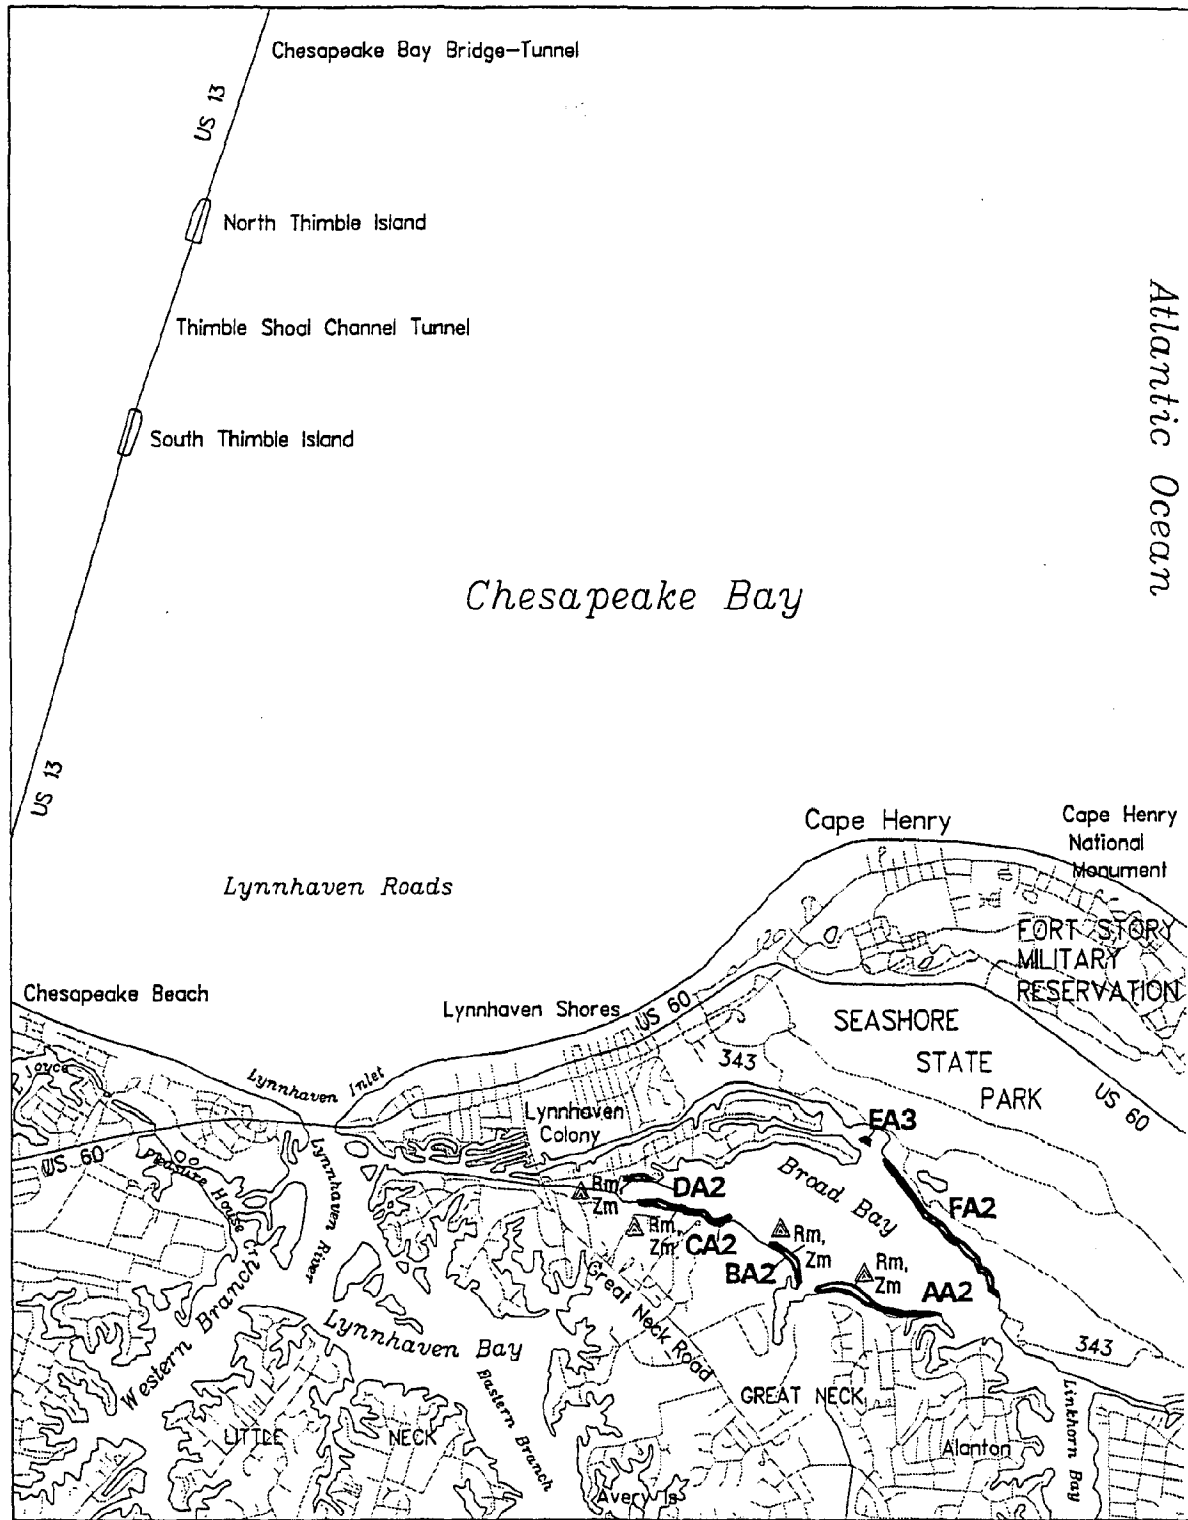 Chesapeake Bay Bridge-Tunnel
US 13
North Thimble Island
Thimble Shoal Channel Tunnel
South Thimble Island
Atlantic Ocean
Chesapeake Bay
US 13
Cape Henry
Cape Henry
National
Monument
Lynnhaven Roads
FORT STORY
MILITARY
RESERVATION
Chesapeake Beach
Lynnhaven Shores
US 60
SEASHORE
STATE
PARK
343
US 60
Joyce
Lynnhaven Inlet
Lynnhaven
Colony
EA3
US 60
Pleasure House Cr
Lynnhaven
River
Broad Bay
Rm,
Zm
DA2
FA2
Rm,
Zm
CA2
Rm,
Zm
BA2
Rm,
Zm
AA2
Great Neck Road
Western Branch
Lynnhaven Bay
Eastern Branch
343
GREAT NECK
Linkhorn Bay
LITTLE NECK
Alanton
Avery Is